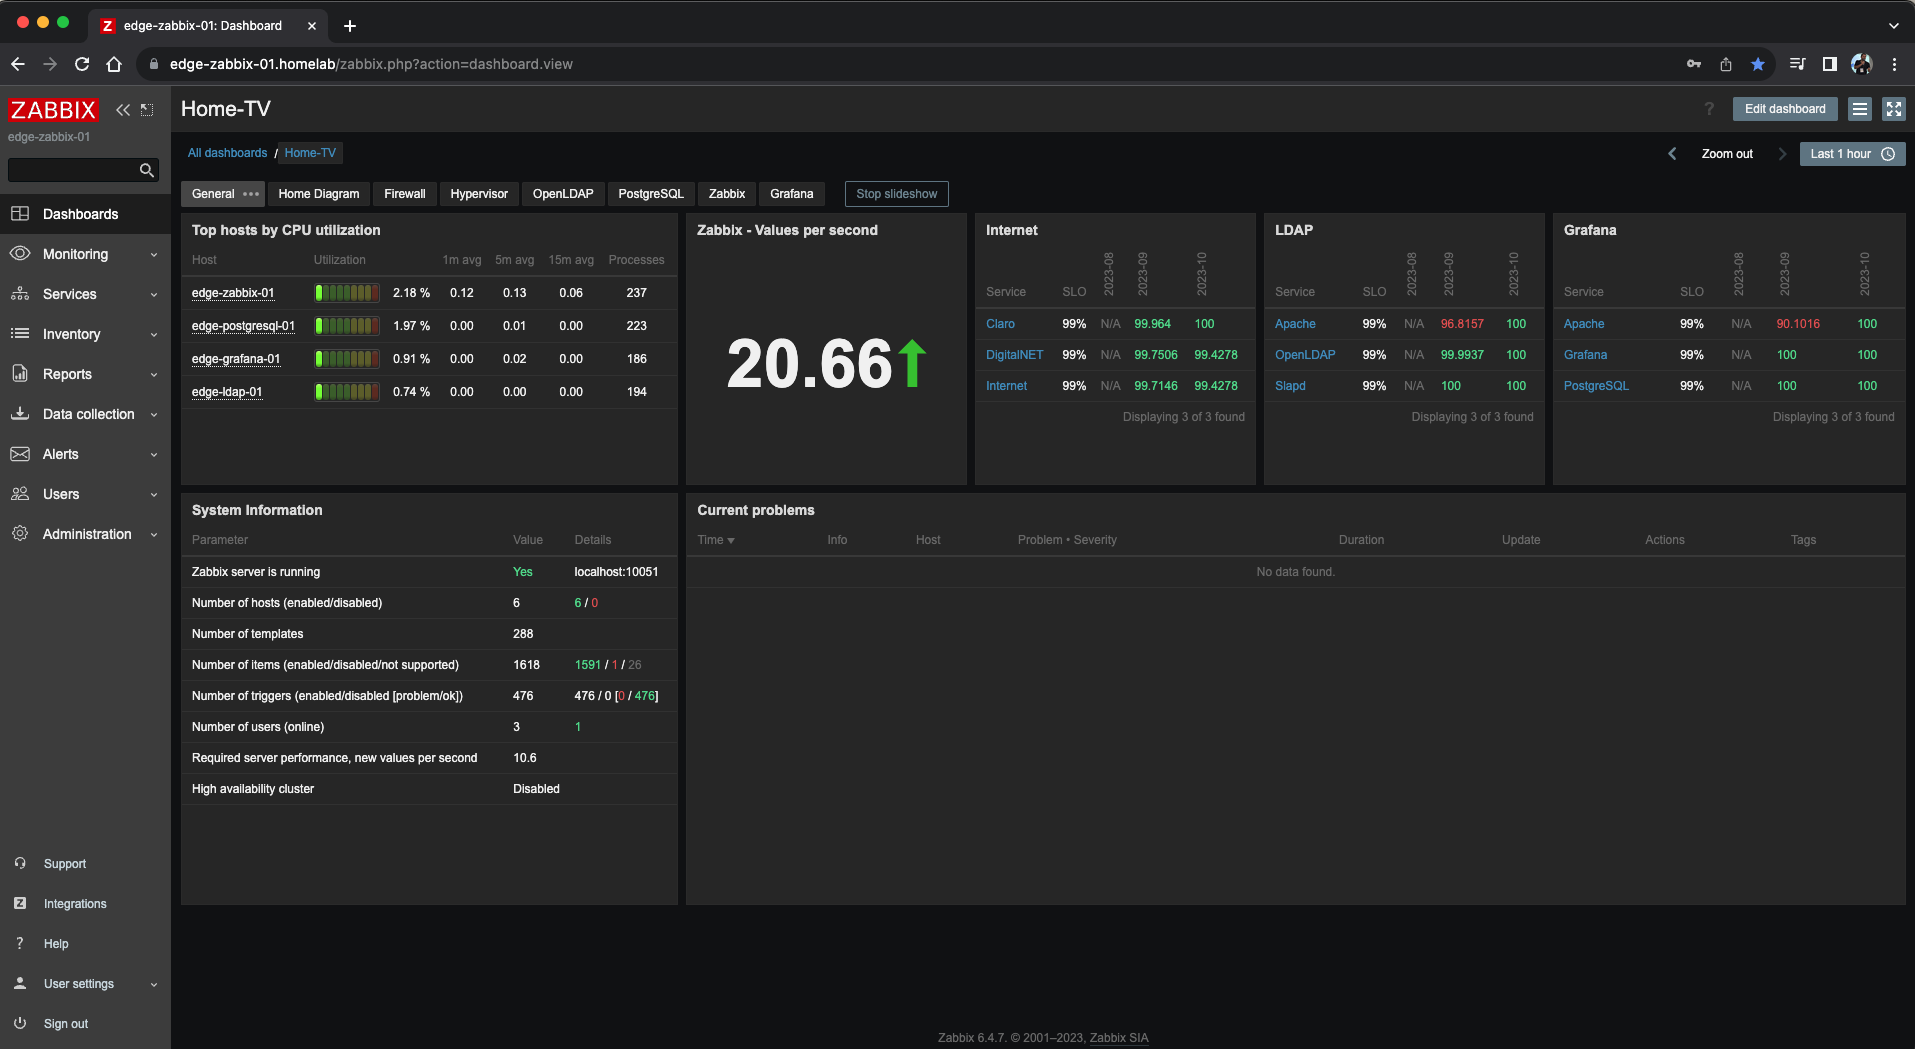 edge-zabbix-01: Dashboard
edge-zabbix-01.homelab/zabbix.php?action=dashboard.view
ZABBIX
edge-zabbix-01
Dashboards
Monitoring
Services
Inventory
Reports
Data collection
Alerts
Users
Administration
Support
Integrations
Help
User settings
Sign out
Home-TV
? Edit dashboard
All dashboards / Home-TV
Zoom out Last 1 hour
General Home Diagram Firewall Hypervisor OpenLDAP PostgreSQL Zabbix Grafana Stop slideshow
Top hosts by CPU utilization
Host Utilization 1m avg 5m avg 15m avg Processes
edge-zabbix-01 2.18 % 0.12 0.13 0.06 237
edge-postgresql-01 1.97 % 0.00 0.01 0.00 223
edge-grafana-01 0.91 % 0.00 0.02 0.00 186
edge-ldap-01 0.74 % 0.00 0.00 0.00 194
Zabbix - Values per second
20.66
Internet
Service SLO 2023-08 2023-09 2023-10
Claro 99% N/A 99.964 100
DigitalNET 99% N/A 99.7506 99.4278
Internet 99% N/A 99.7146 99.4278
Displaying 3 of 3 found
LDAP
Service SLO 2023-08 2023-09 2023-10
Apache 99% N/A 96.8157 100
OpenLDAP 99% N/A 99.9937 100
Slapd 99% N/A 100 100
Displaying 3 of 3 found
Grafana
Service SLO 2023-08 2023-09 2023-10
Apache 99% N/A 90.1016 100
Grafana 99% N/A 100 100
PostgreSQL 99% N/A 100 100
Displaying 3 of 3 found
System Information
Parameter Value Details
Zabbix server is running Yes localhost:10051
Number of hosts (enabled/disabled) 6 6 / 0
Number of templates 288
Number of items (enabled/disabled/not supported) 1618 1591 / 1 / 26
Number of triggers (enabled/disabled [problem/ok]) 476 476 / 0 [0 / 476]
Number of users (online) 3 1
Required server performance, new values per second 10.6
High availability cluster Disabled
Current problems
Time Info Host Problem • Severity Duration Update Actions Tags
No data found.
Zabbix 6.4.7. © 2001–2023, Zabbix SIA